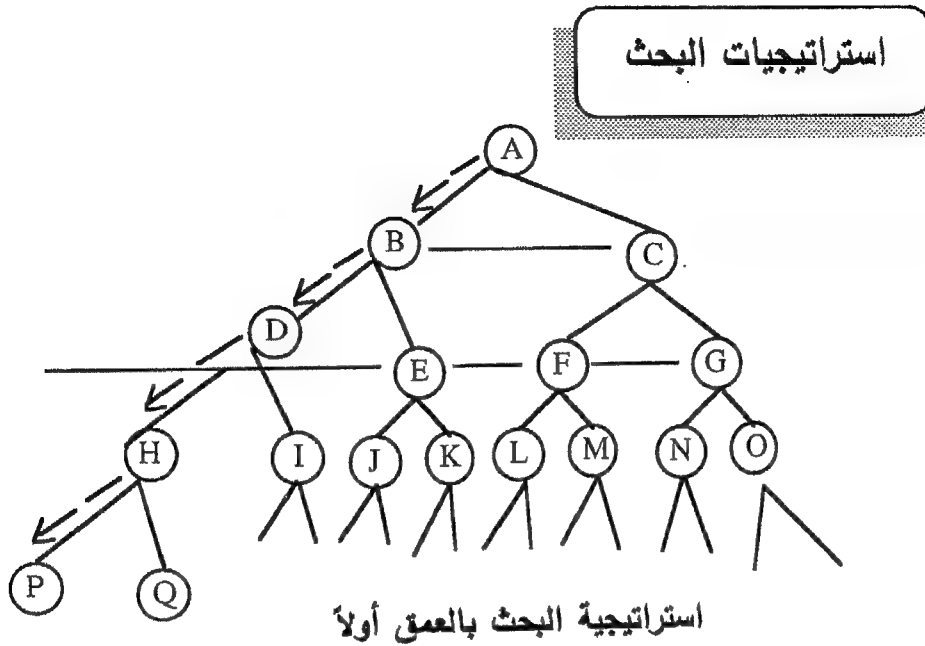 استراتيجيات البحث
A
B C
D
E F G
H I J K L M N O
P Q
استراتيجية البحث بالعمق أولاً